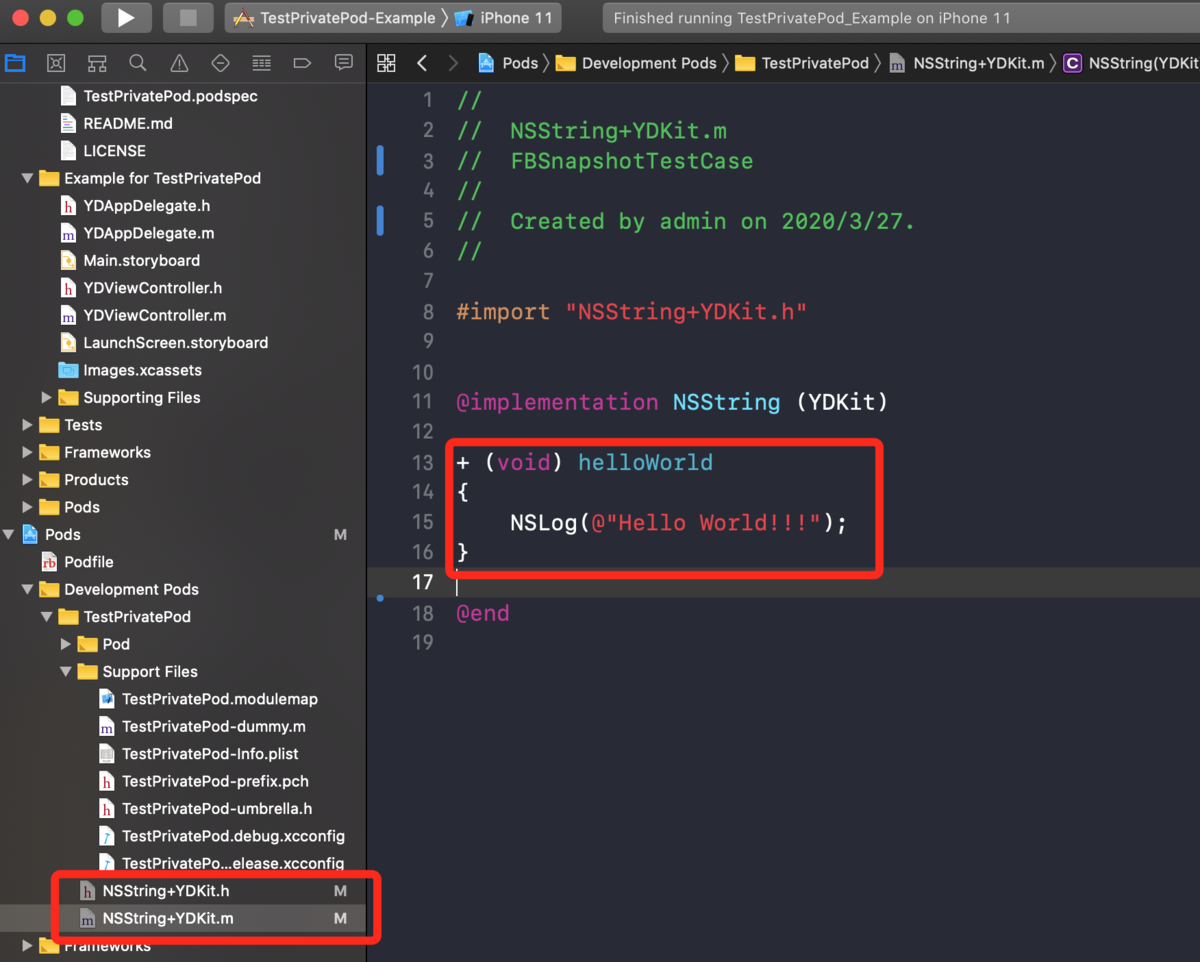 TestPrivatePod-Example 〉 iPhone 11
Finished running TestPrivatePod_Example on iPhone 11
Pods 〉 Development Pods 〉 TestPrivatePod 〉 NSString+YDKit.m 〉 C NSString(YDKit
TestPrivatePod.podspec
README.md
LICENSE
Example for TestPrivatePod
YDAppDelegate.h
YDAppDelegate.m
Main.storyboard
YDViewController.h
YDViewController.m
LaunchScreen.storyboard
Images.xcassets
Supporting Files
Tests
Frameworks
Products
Pods
Pods M
Podfile
Development Pods
TestPrivatePod
Pod
Support Files
TestPrivatePod.modulemap
TestPrivatePod-dummy.m
TestPrivatePod-Info.plist
TestPrivatePod-prefix.pch
TestPrivatePod-umbrella.h
TestPrivatePod.debug.xcconfig
TestPrivatePo...elease.xcconfig
NSString+YDKit.h M
NSString+YDKit.m M
Frameworks
1 //
2 // NSString+YDKit.m
3 // FBSnapshotTestCase
4 //
5 // Created by admin on 2020/3/27.
6 //
7
8 #import "NSString+YDKit.h"
9
10
11 @implementation NSString (YDKit)
12
13 + (void) helloWorld
14 {
15 NSLog(@"Hello World!!!");
16 }
17
18 @end
19